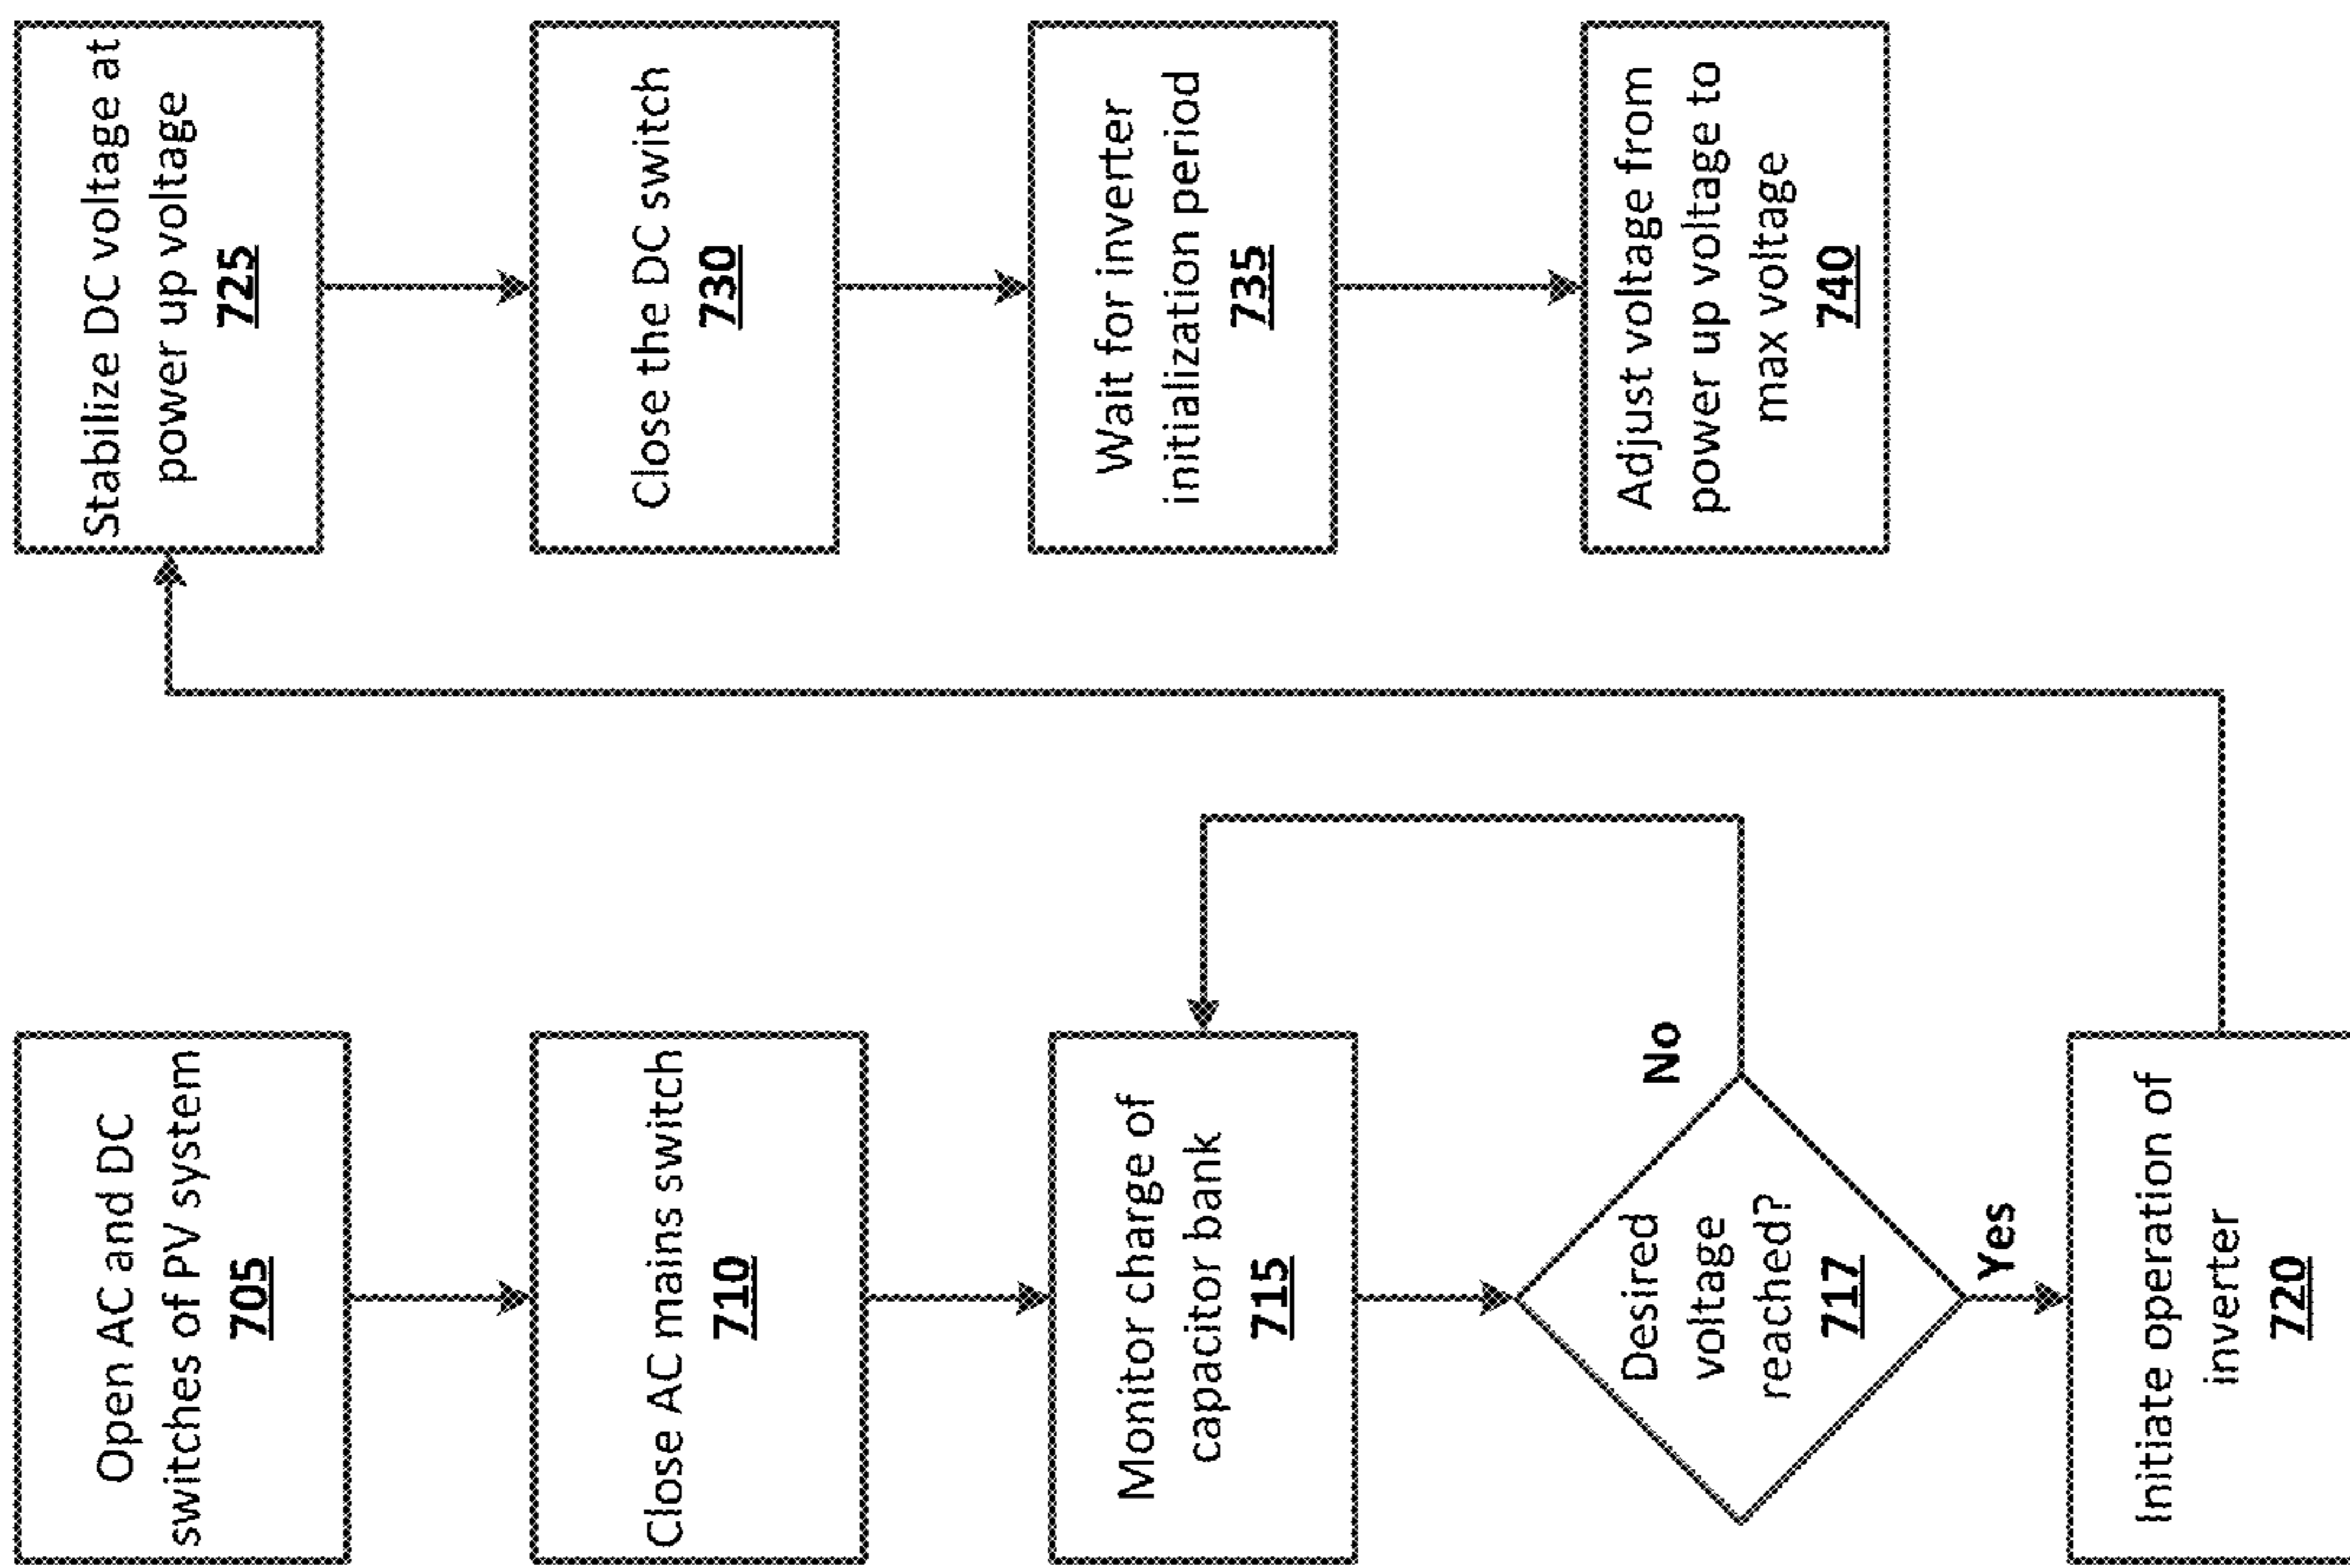 Open AC and DC
switches of PV system
705
Close AC mains switch
710
Monitor charge of
capacitor bank
715
No
Desired
voltage
reached?
717
Yes
Initiate operation of
inverter
720
Stabilize DC voltage at
power up voltage
725
Close the DC switch
730
Wait for inverter
initialization period
735
Adjust voltage from
power up voltage to
max voltage
740